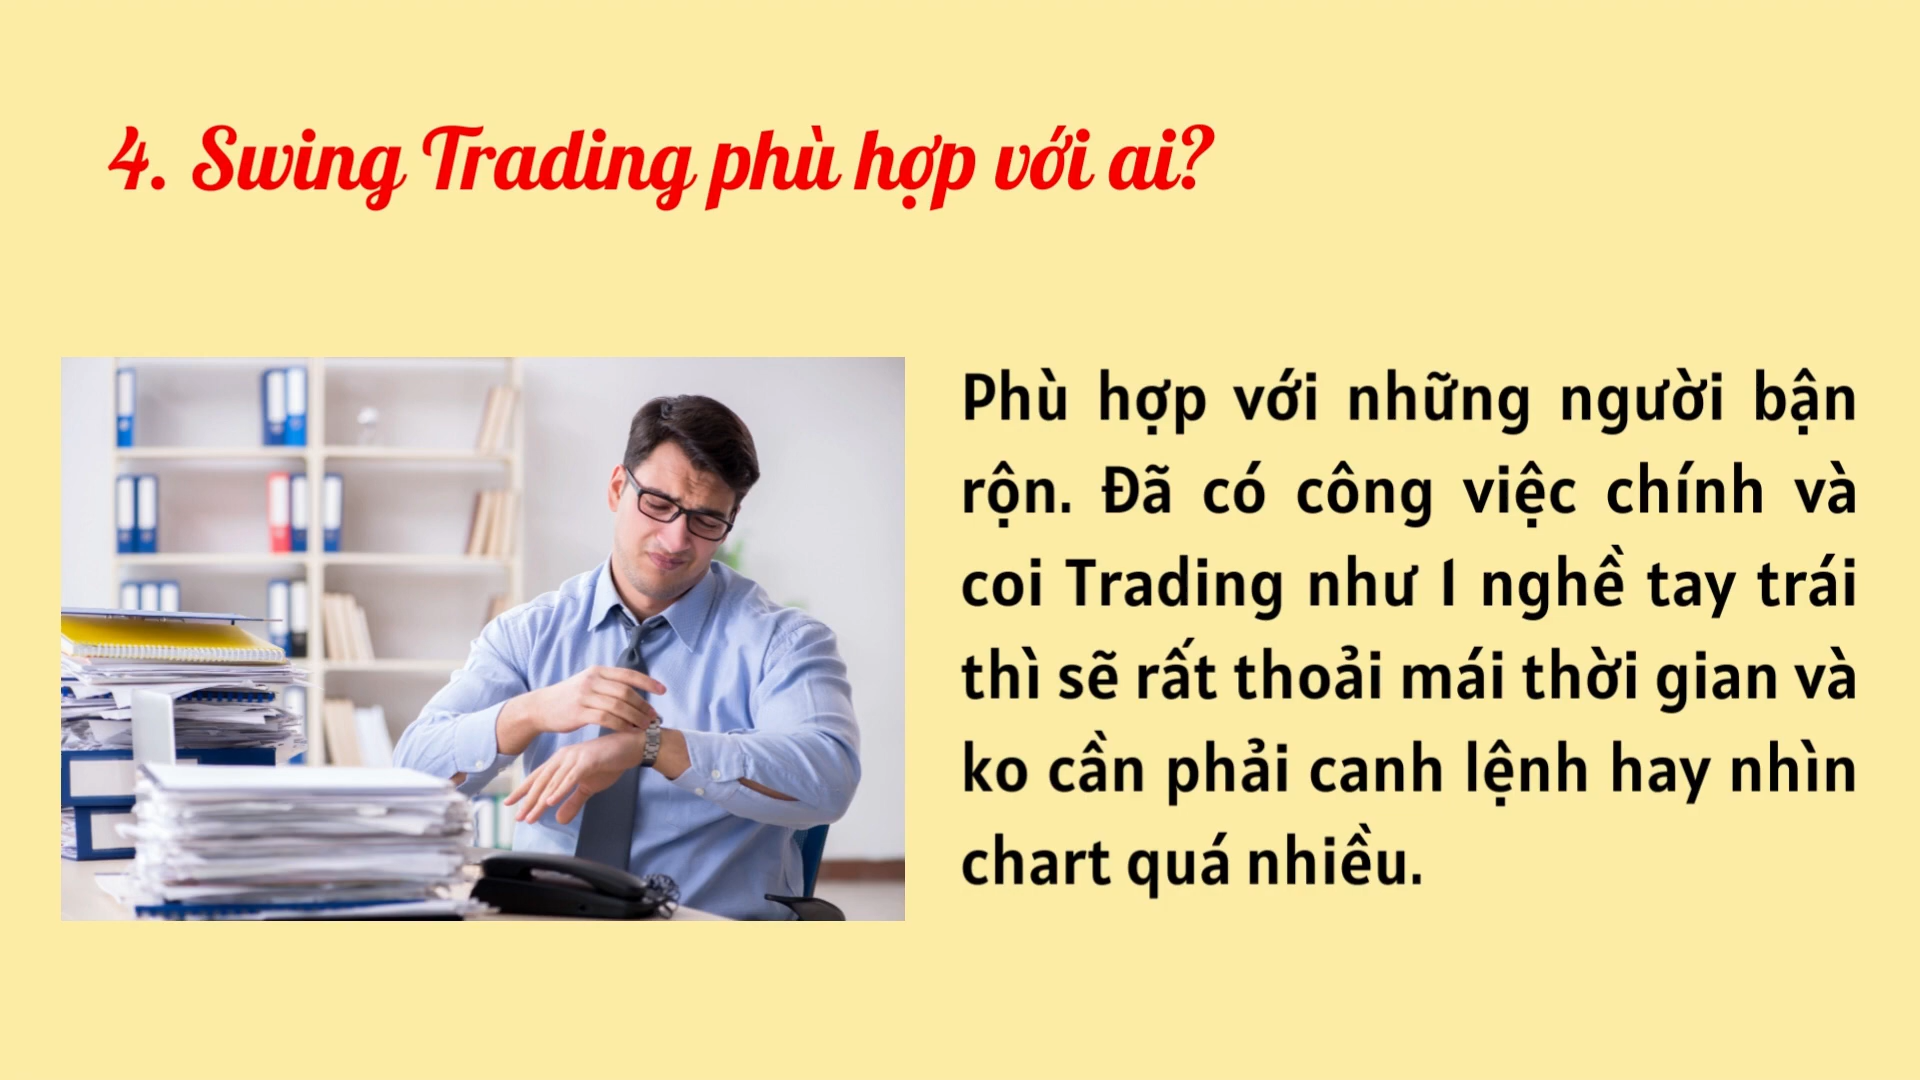 4. Swing Trading phù hợp với ai?
Phù hợp với những người bận
rộn. Đã có công việc chính và
coi Trading như 1 nghề tay trái
thì sẽ rất thoải mái thời gian và
ko cần phải canh lệnh hay nhìn
chart quá nhiều.